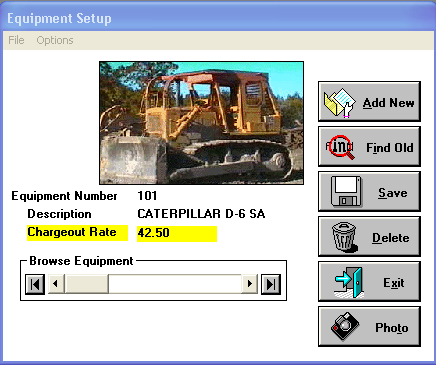 Equipment Setup
File Options
Add New
Find Old
Save
Delete
Exit
Photo
Equipment Number 101
Description CATERPILLAR D-6 SA
Chargeout Rate 42.50
Browse Equipment